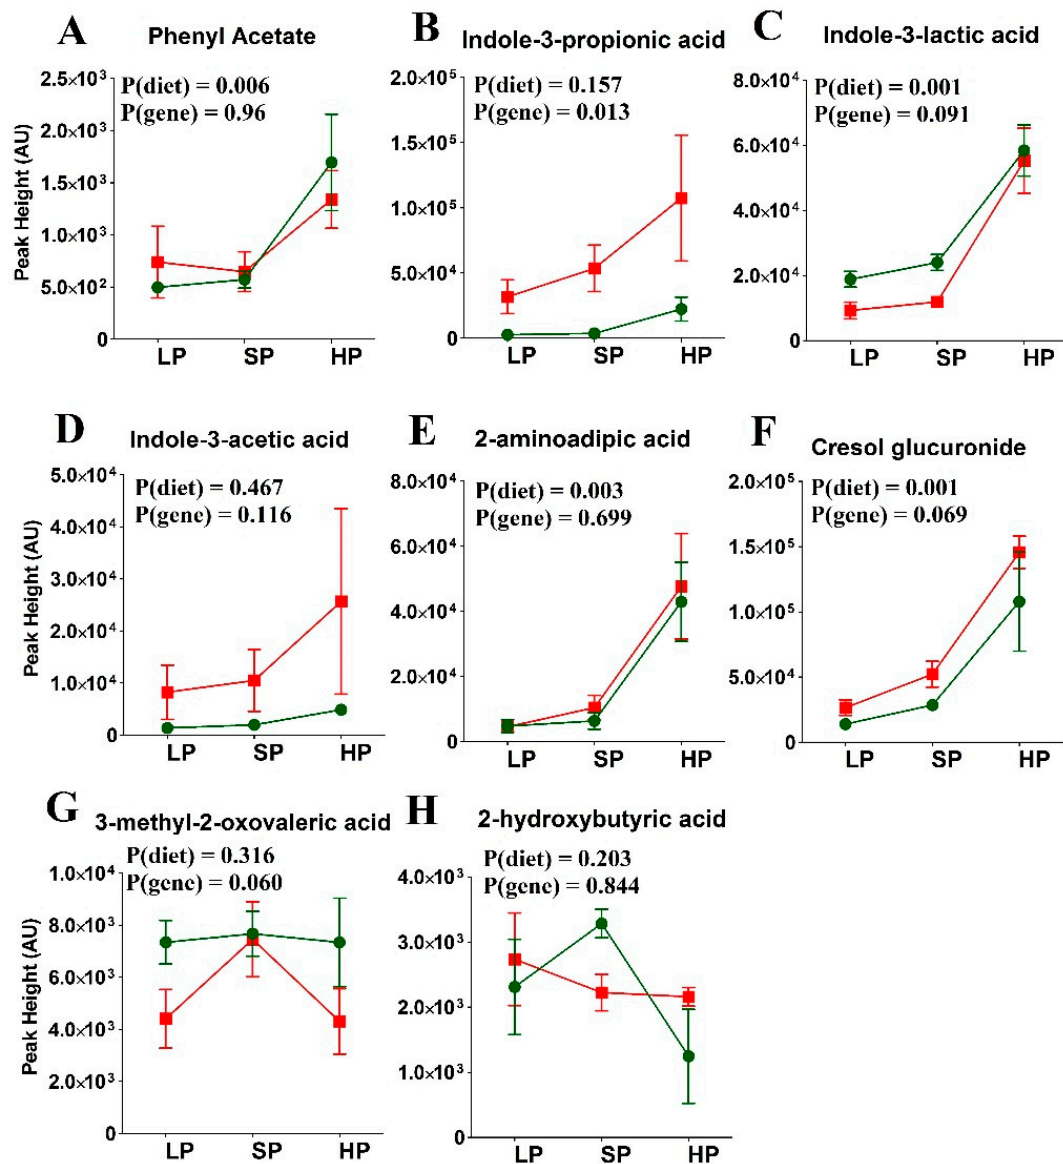 A
Phenyl Acetate
P(diet) = 0.006
P(gene) = 0.96
Peak Height (AU)
2.5×10³
2.0×10³
1.5×10³
1.0×10³
5.0×10²
0
LP SP HP
B
Indole-3-propionic acid
P(diet) = 0.157
P(gene) = 0.013
2.0×10⁵
1.5×10⁵
1.0×10⁵
5.0×10⁴
0
LP SP HP
C
Indole-3-lactic acid
P(diet) = 0.001
P(gene) = 0.091
8.0×10⁴
6.0×10⁴
4.0×10⁴
2.0×10⁴
0
LP SP HP
D
Indole-3-acetic acid
P(diet) = 0.467
P(gene) = 0.116
Peak Height (AU)
5.0×10⁴
4.0×10⁴
3.0×10⁴
2.0×10⁴
1.0×10⁴
0
LP SP HP
E
2-aminoadipic acid
P(diet) = 0.003
P(gene) = 0.699
8.0×10⁴
6.0×10⁴
4.0×10⁴
2.0×10⁴
0
LP SP HP
F
Cresol glucuronide
P(diet) = 0.001
P(gene) = 0.069
2.0×10⁵
1.5×10⁵
1.0×10⁵
5.0×10⁴
0
LP SP HP
G
3-methyl-2-oxovaleric acid
P(diet) = 0.316
P(gene) = 0.060
Peak Height (AU)
1.0×10⁴
8.0×10³
6.0×10³
4.0×10³
2.0×10³
0
LP SP HP
H
2-hydroxybutyric acid
P(diet) = 0.203
P(gene) = 0.844
4.0×10³
3.0×10³
2.0×10³
1.0×10³
0
LP SP HP